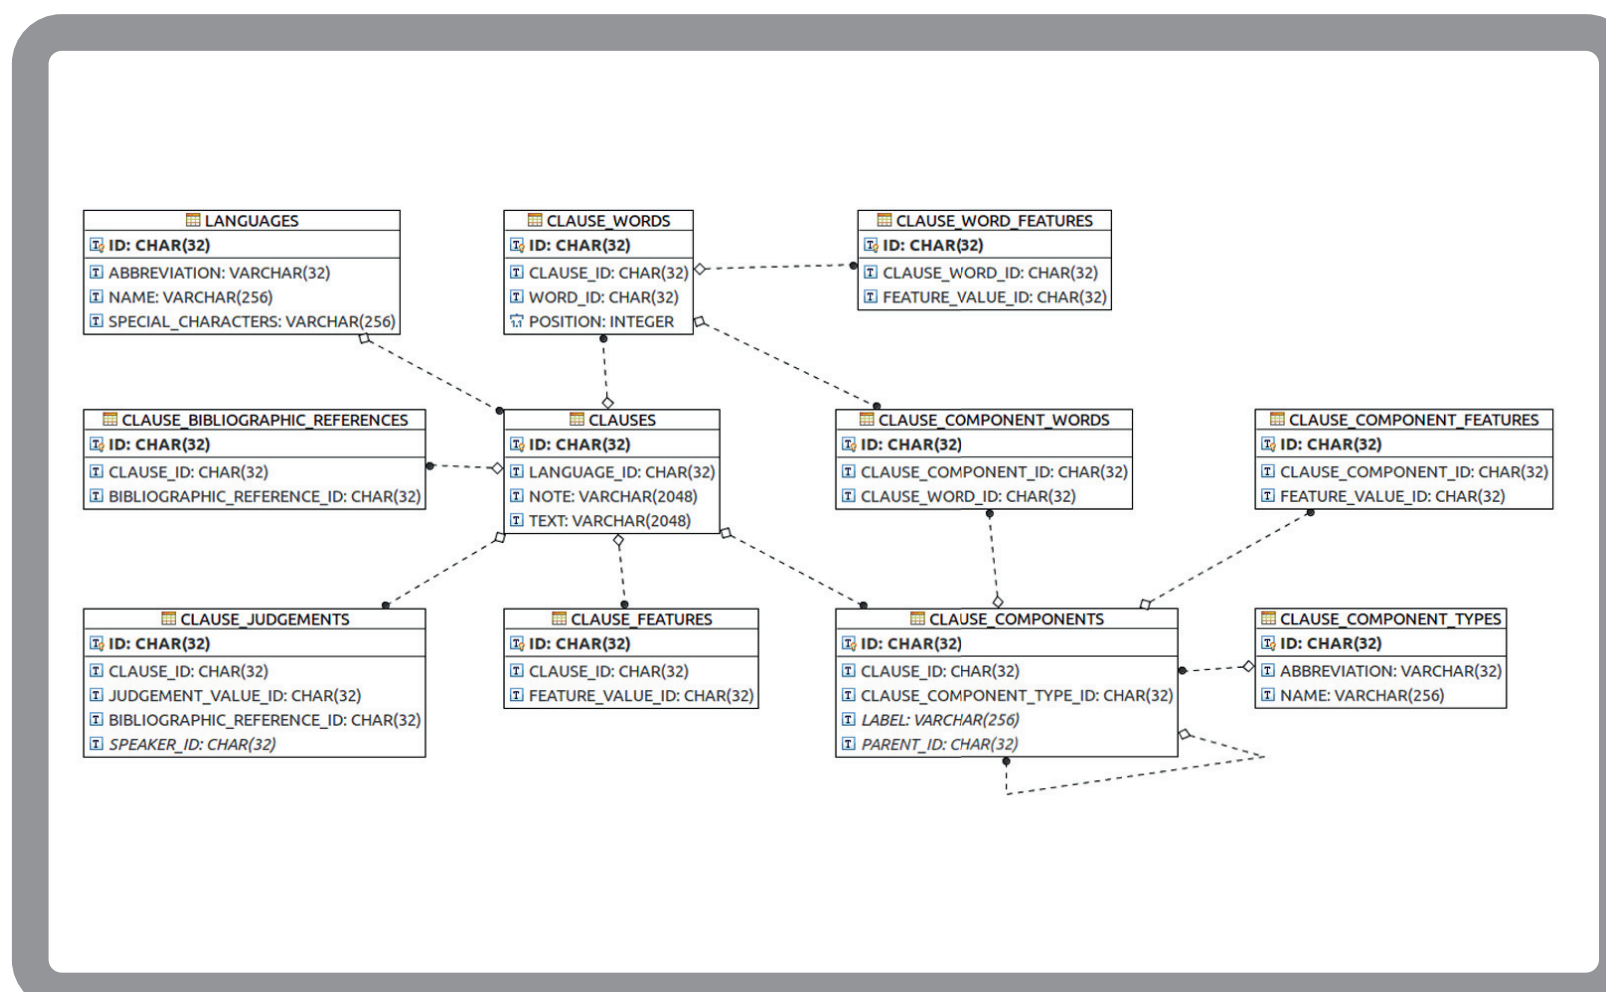 LANGUAGES
ID: CHAR(32)
ABBREVIATION: VARCHAR(32)
NAME: VARCHAR(256)
SPECIAL_CHARACTERS: VARCHAR(256)
CLAUSE_WORDS
ID: CHAR(32)
CLAUSE_ID: CHAR(32)
WORD_ID: CHAR(32)
POSITION: INTEGER
CLAUSE_WORD_FEATURES
ID: CHAR(32)
CLAUSE_WORD_ID: CHAR(32)
FEATURE_VALUE_ID: CHAR(32)
CLAUSE_BIBLIOGRAPHIC_REFERENCES
ID: CHAR(32)
CLAUSE_ID: CHAR(32)
BIBLIOGRAPHIC_REFERENCE_ID: CHAR(32)
CLAUSES
ID: CHAR(32)
LANGUAGE_ID: CHAR(32)
NOTE: VARCHAR(2048)
TEXT: VARCHAR(2048)
CLAUSE_COMPONENT_WORDS
ID: CHAR(32)
CLAUSE_COMPONENT_ID: CHAR(32)
CLAUSE_WORD_ID: CHAR(32)
CLAUSE_COMPONENT_FEATURES
ID: CHAR(32)
CLAUSE_COMPONENT_ID: CHAR(32)
FEATURE_VALUE_ID: CHAR(32)
CLAUSE_JUDGEMENTS
ID: CHAR(32)
CLAUSE_ID: CHAR(32)
JUDGEMENT_VALUE_ID: CHAR(32)
BIBLIOGRAPHIC_REFERENCE_ID: CHAR(32)
SPEAKER_ID: CHAR(32)
CLAUSE_FEATURES
ID: CHAR(32)
CLAUSE_ID: CHAR(32)
FEATURE_VALUE_ID: CHAR(32)
CLAUSE_COMPONENTS
ID: CHAR(32)
CLAUSE_ID: CHAR(32)
CLAUSE_COMPONENT_TYPE_ID: CHAR(32)
LABEL: VARCHAR(256)
PARENT_ID: CHAR(32)
CLAUSE_COMPONENT_TYPES
ID: CHAR(32)
ABBREVIATION: VARCHAR(32)
NAME: VARCHAR(256)